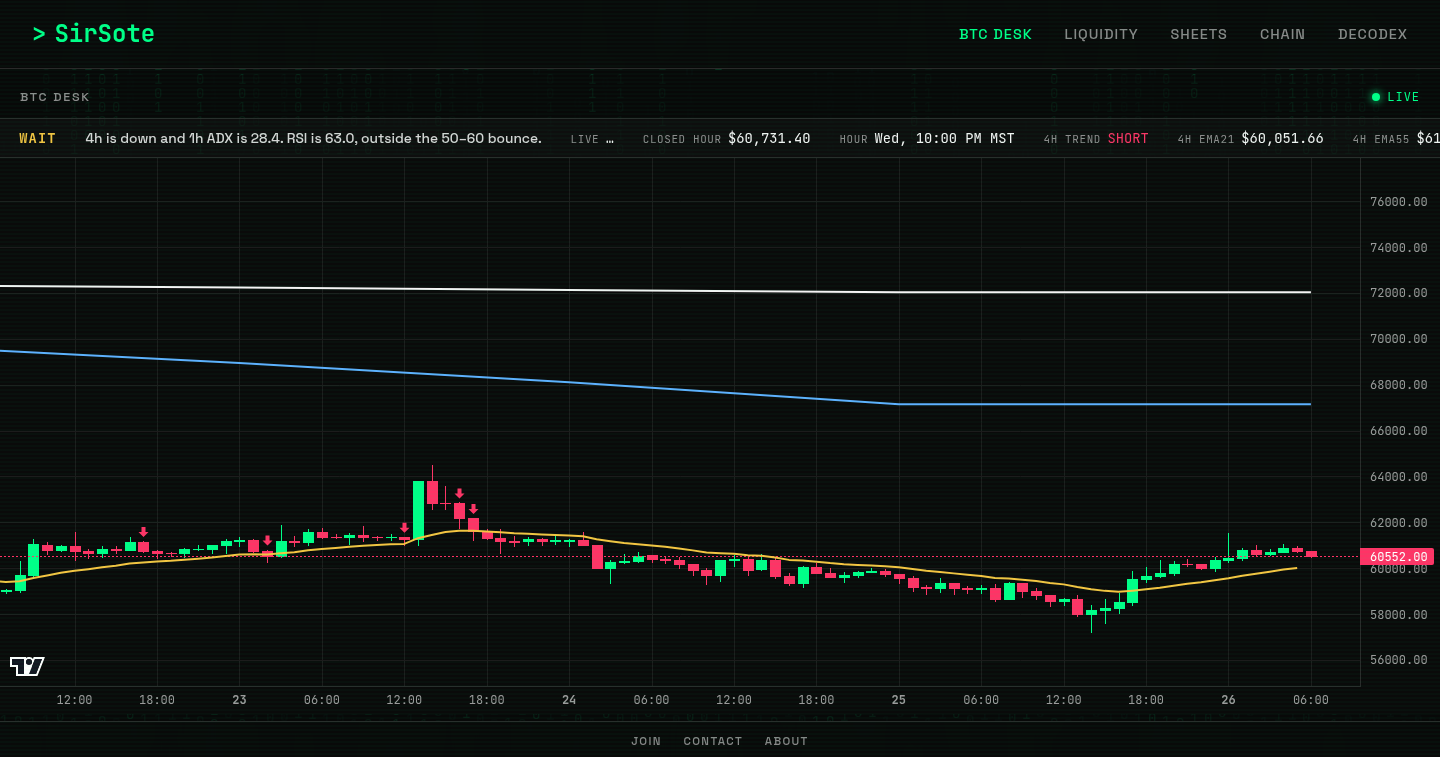 > SirSote
BTC DESK LIQUIDITY SHEETS CHAIN DECODEX
BTC DESK
LIVE
WAIT 4h is down and 1h ADX is 28.4. RSI is 63.0, outside the 50–60 bounce. LIVE … CLOSED HOUR $60,731.40 HOUR Wed, 10:00 PM MST 4H TREND SHORT 4H EMA21 $60,051.66 4H EMA55 $61
76000.00
74000.00
72000.00
70000.00
68000.00
66000.00
64000.00
62000.00
60552.00
60000.00
58000.00
56000.00
12:00 18:00 23 06:00 12:00 18:00 24 06:00 12:00 18:00 25 06:00 12:00 18:00 26 06:00
JOIN CONTACT ABOUT